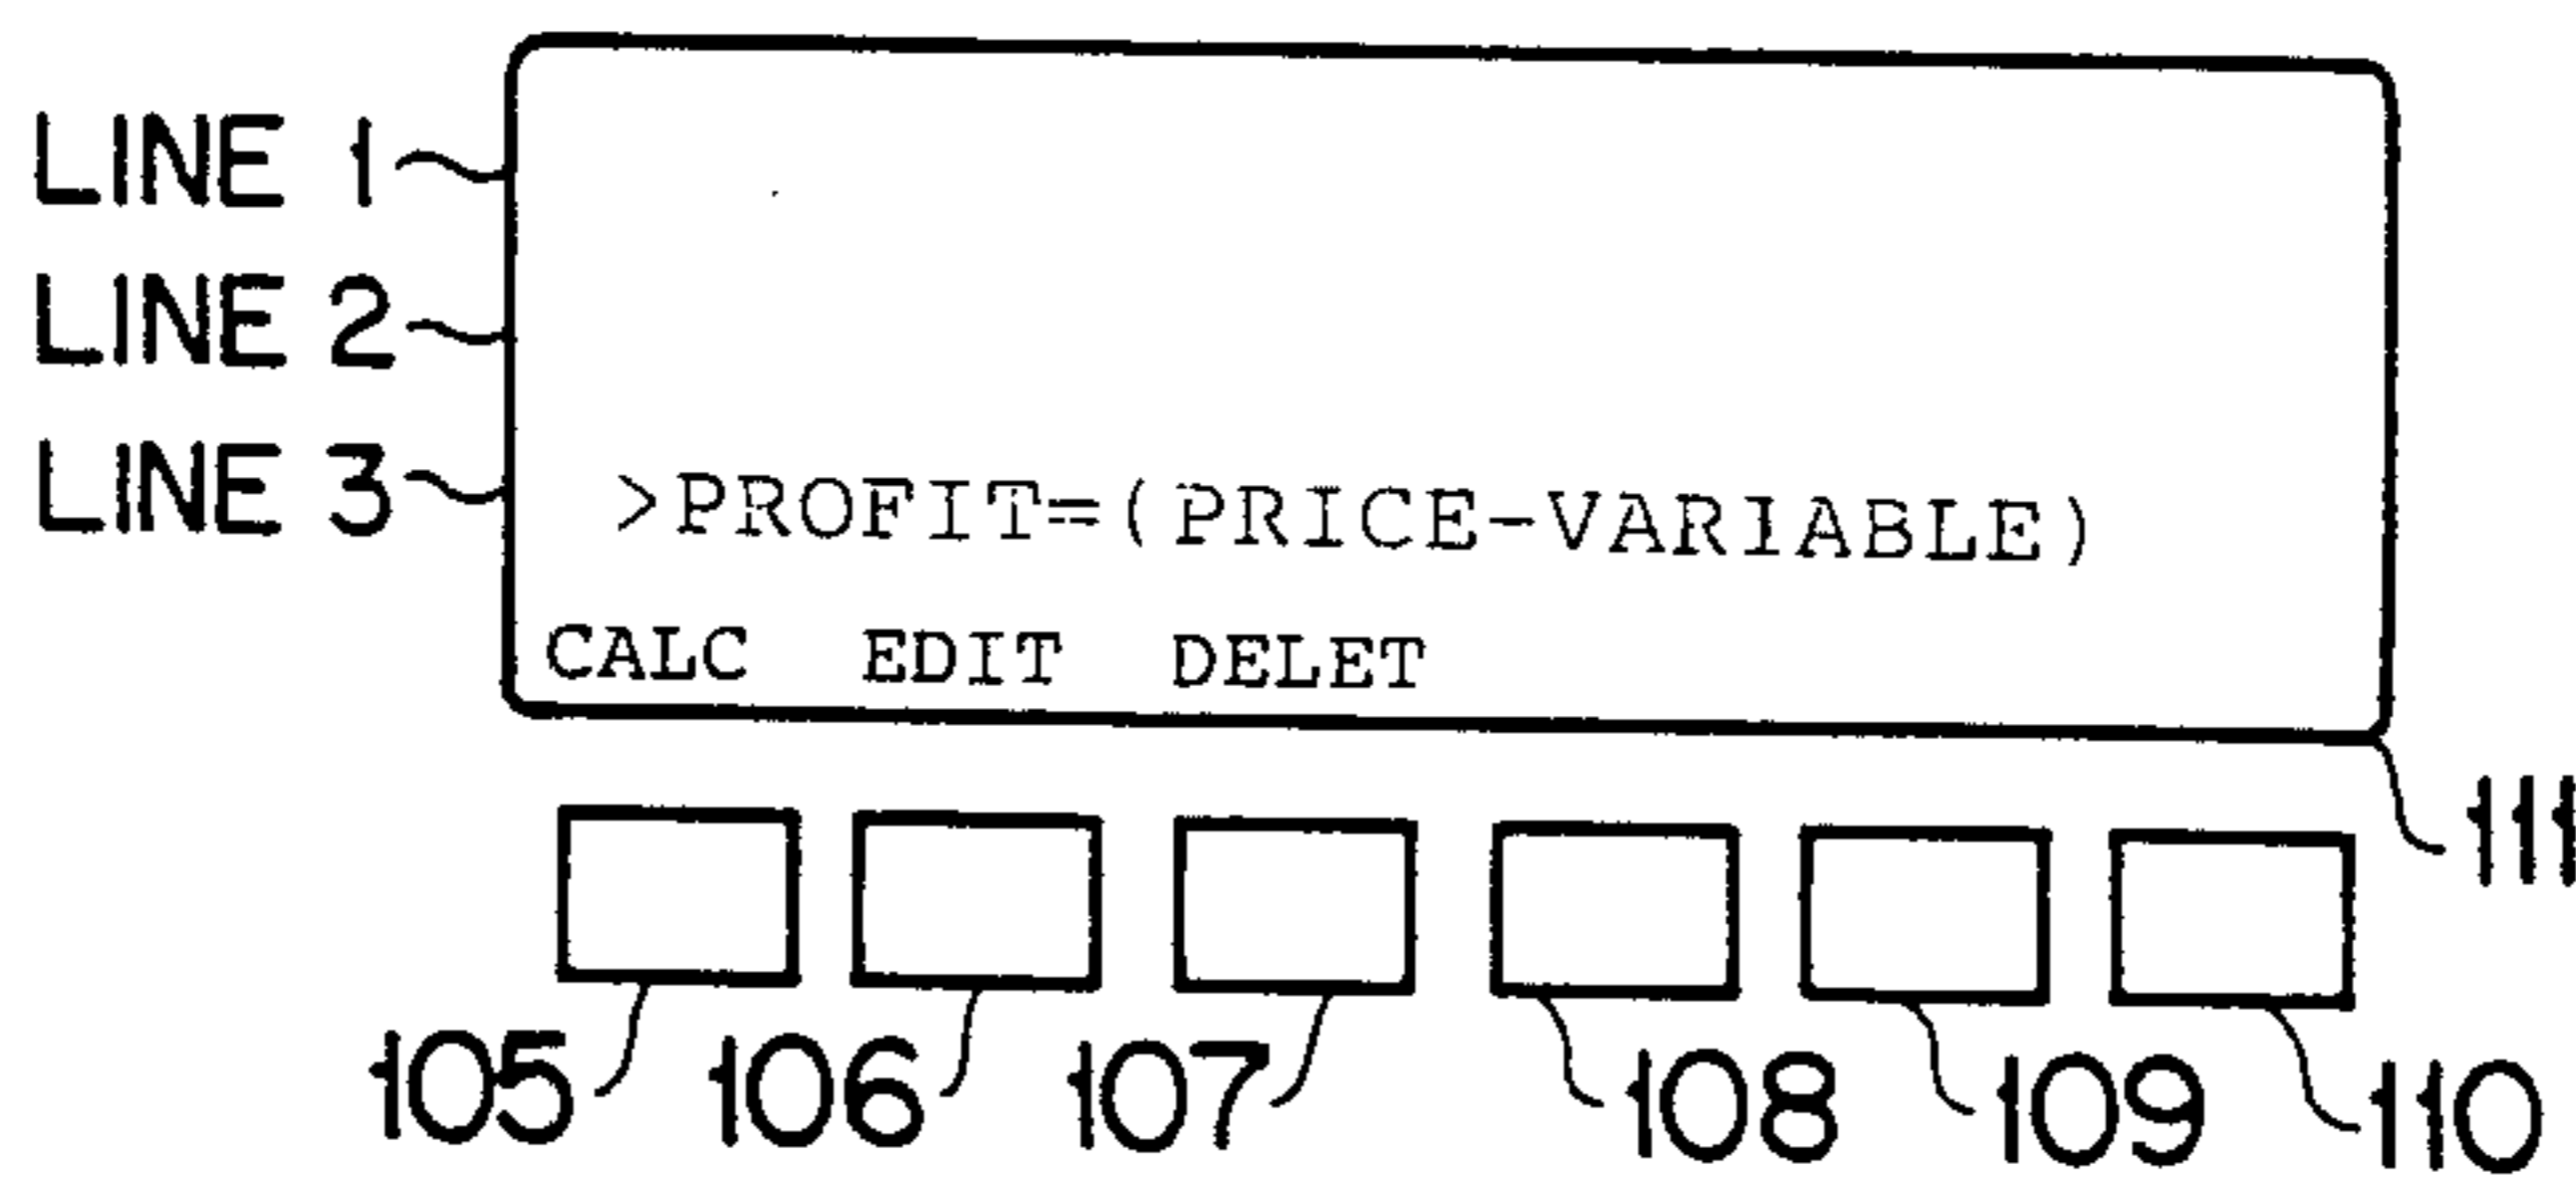 LINE 1
LINE 2
LINE 3 >PROFIT=(PRICE-VARIABLE)
CALC EDIT DELET
111
105 106 107 108 109 110